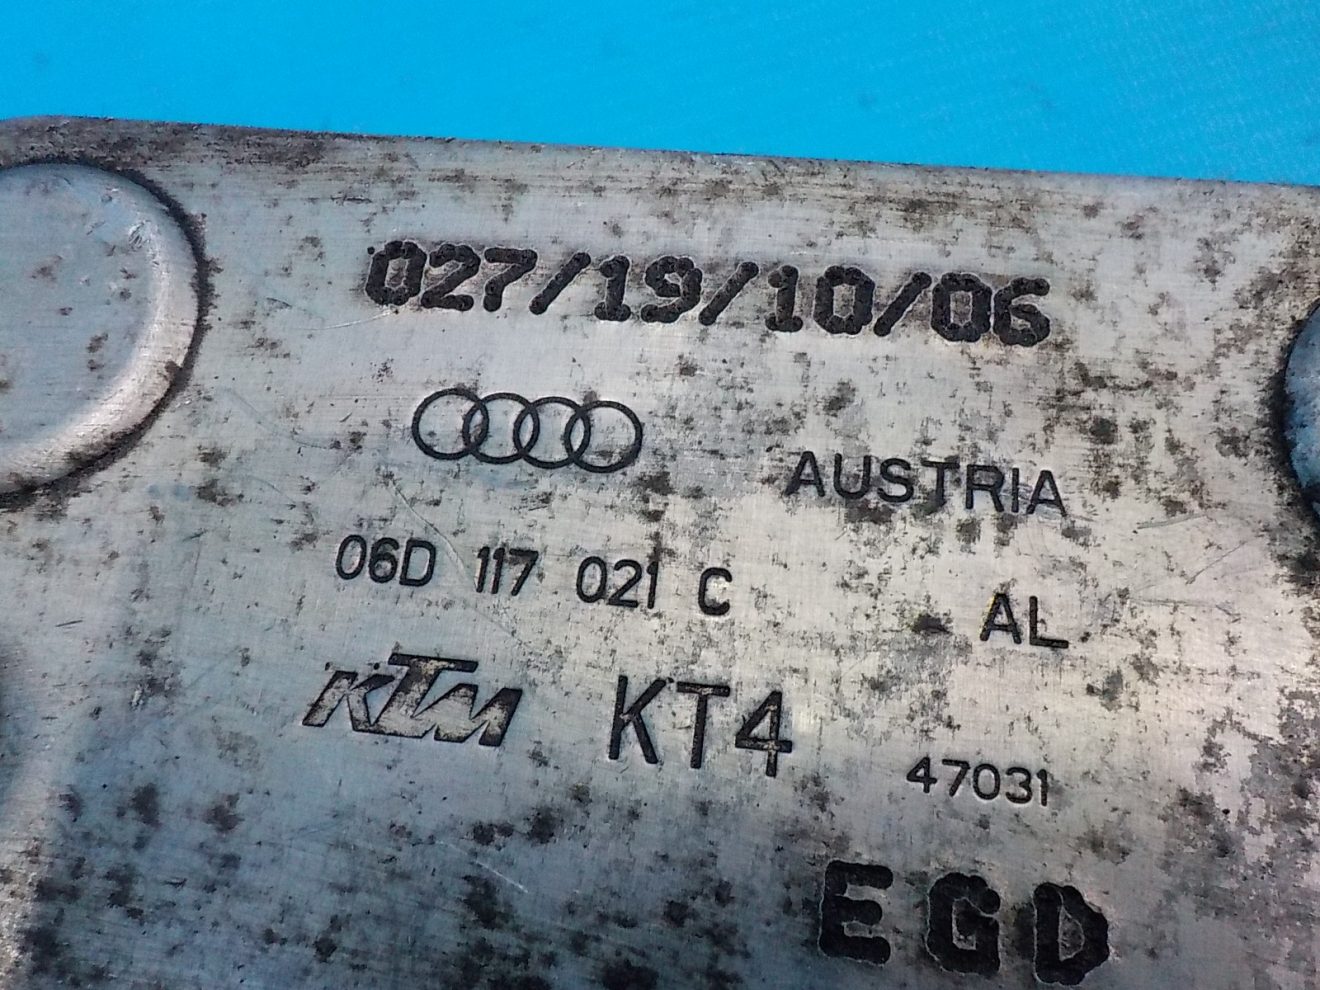 027/19/10/06
AUSTRIA
06D 117 021 C
AL
KTM KT4
47031
EGD